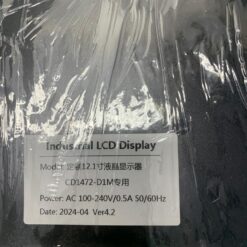 Industrial LCD Display
Model: 12.1寸液晶显示器
CD1472-D1M专用
Power: AC 100-240V/0.5A 50/60Hz
Date: 2024-04 Ver4.2